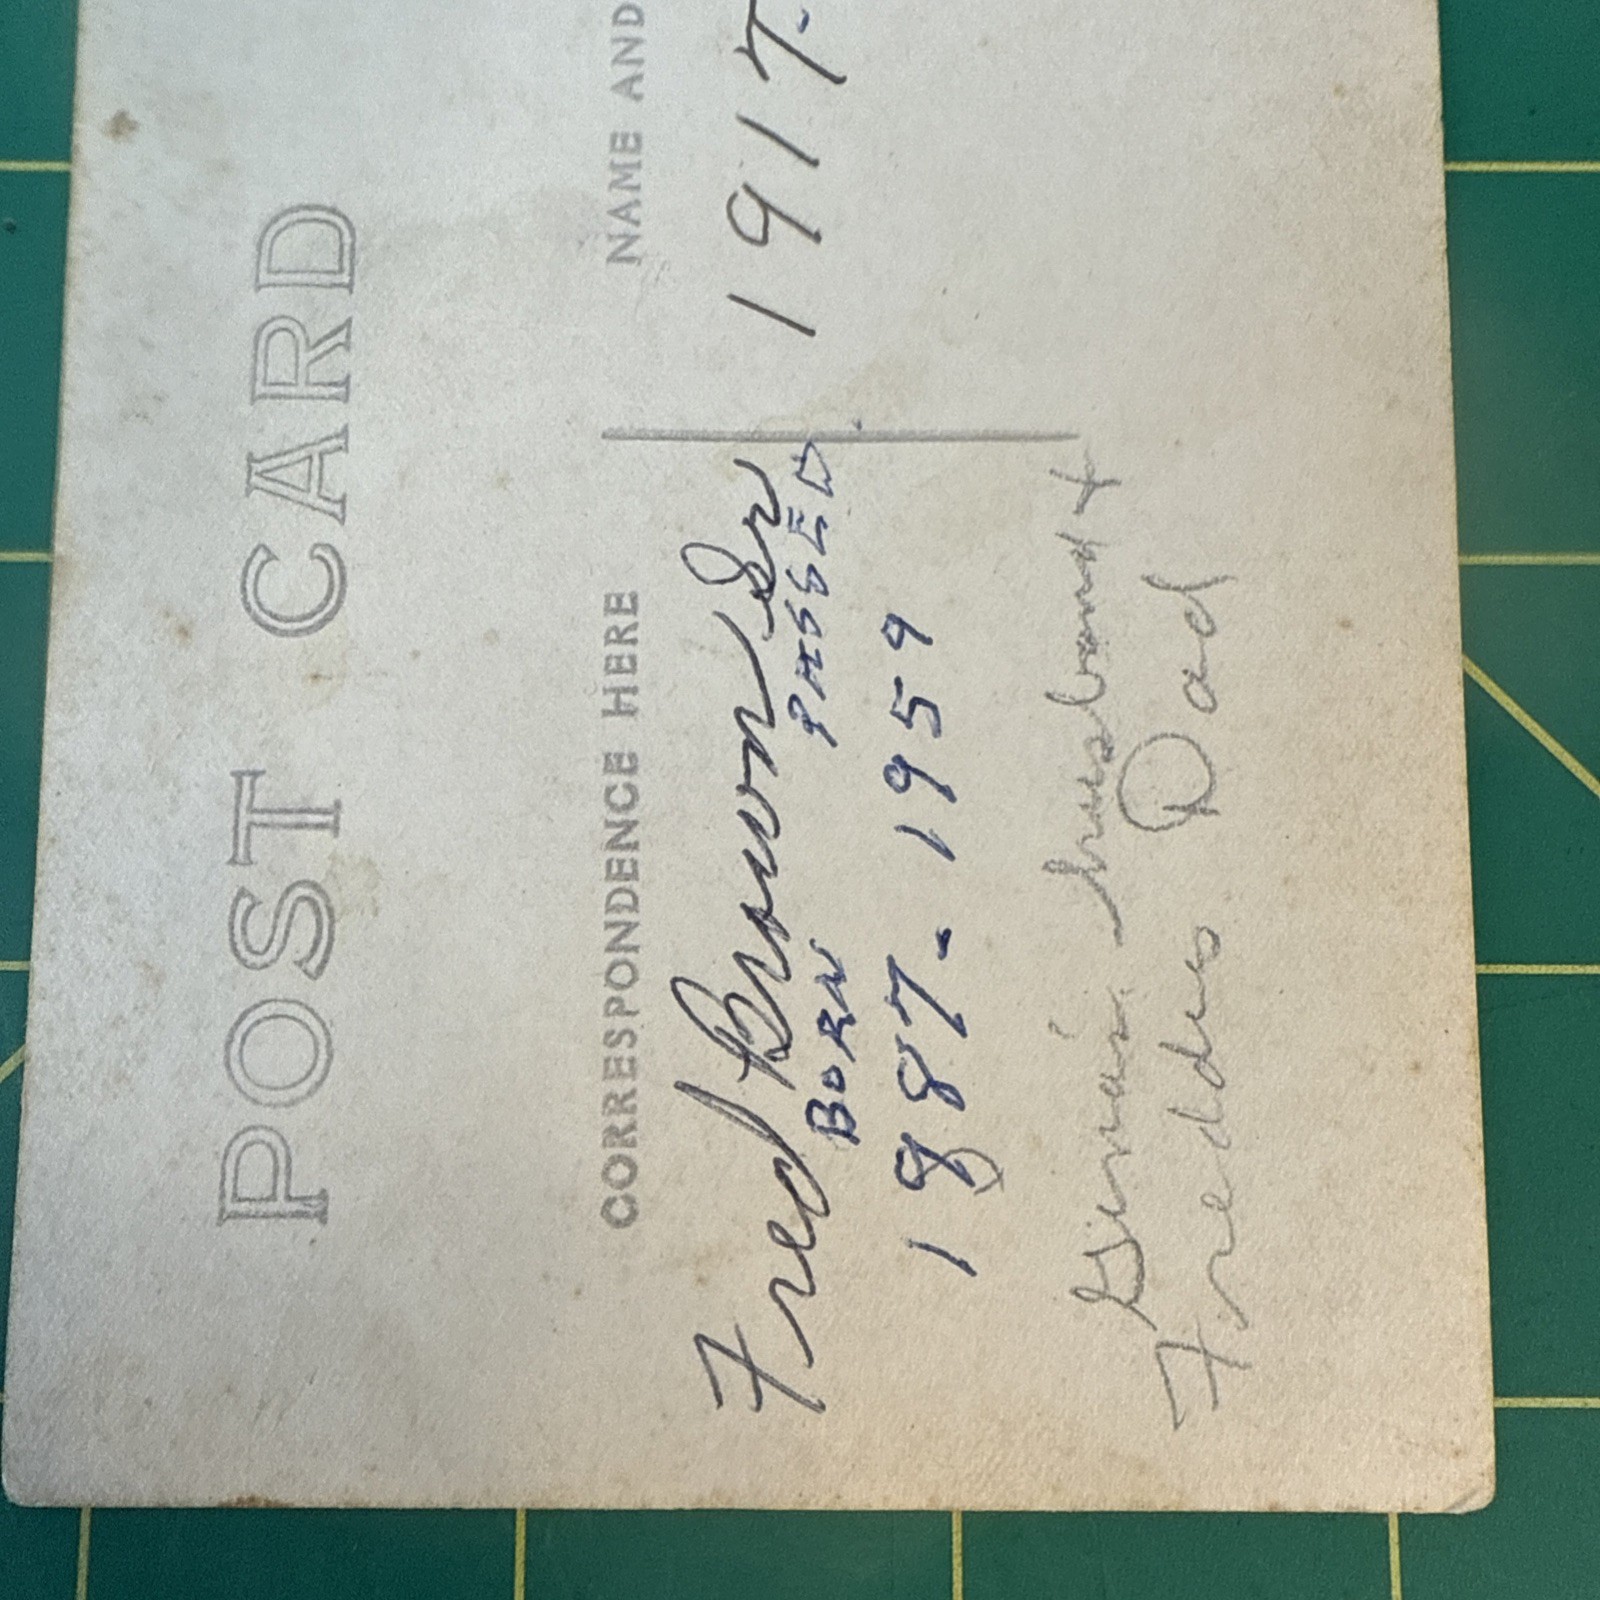 POST CARD
CORRESPONDENCE HERE
NAME AND
Fred Brown Sr
1917.
BORN PASSED
1887-1959
husband +
Freddies Dad